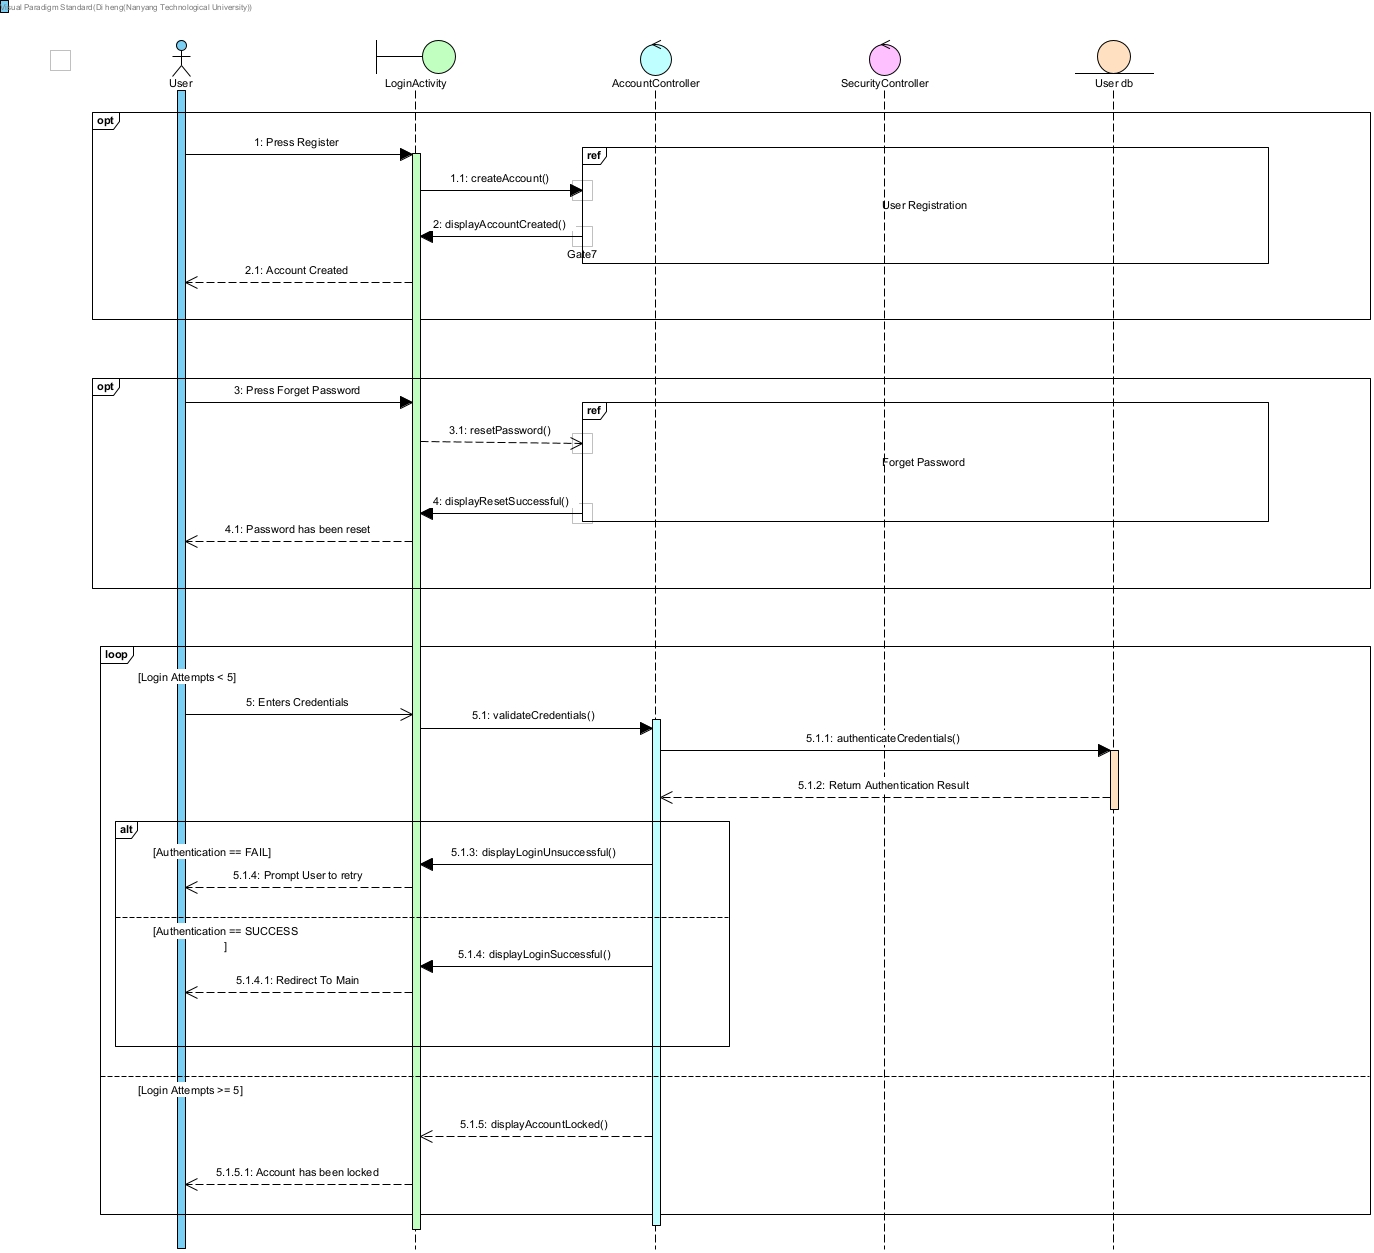 Visual Paradigm Standard(Di heng(Nanyang Technological University))
User
LoginActivity
AccountController
SecurityController
User db
opt
1: Press Register
ref
1.1: createAccount()
User Registration
2: displayAccountCreated()
Gate7
2.1: Account Created
opt
3: Press Forget Password
ref
3.1: resetPassword()
Forget Password
4: displayResetSuccessful()
4.1: Password has been reset
loop
[Login Attempts < 5]
5: Enters Credentials
5.1: validateCredentials()
5.1.1: authenticateCredentials()
5.1.2: Return Authentication Result
alt
[Authentication == FAIL]
5.1.3: displayLoginUnsuccessful()
5.1.4: Prompt User to retry
[Authentication == SUCCESS
]
5.1.4: displayLoginSuccessful()
5.1.4.1: Redirect To Main
[Login Attempts >= 5]
5.1.5: displayAccountLocked()
5.1.5.1: Account has been locked